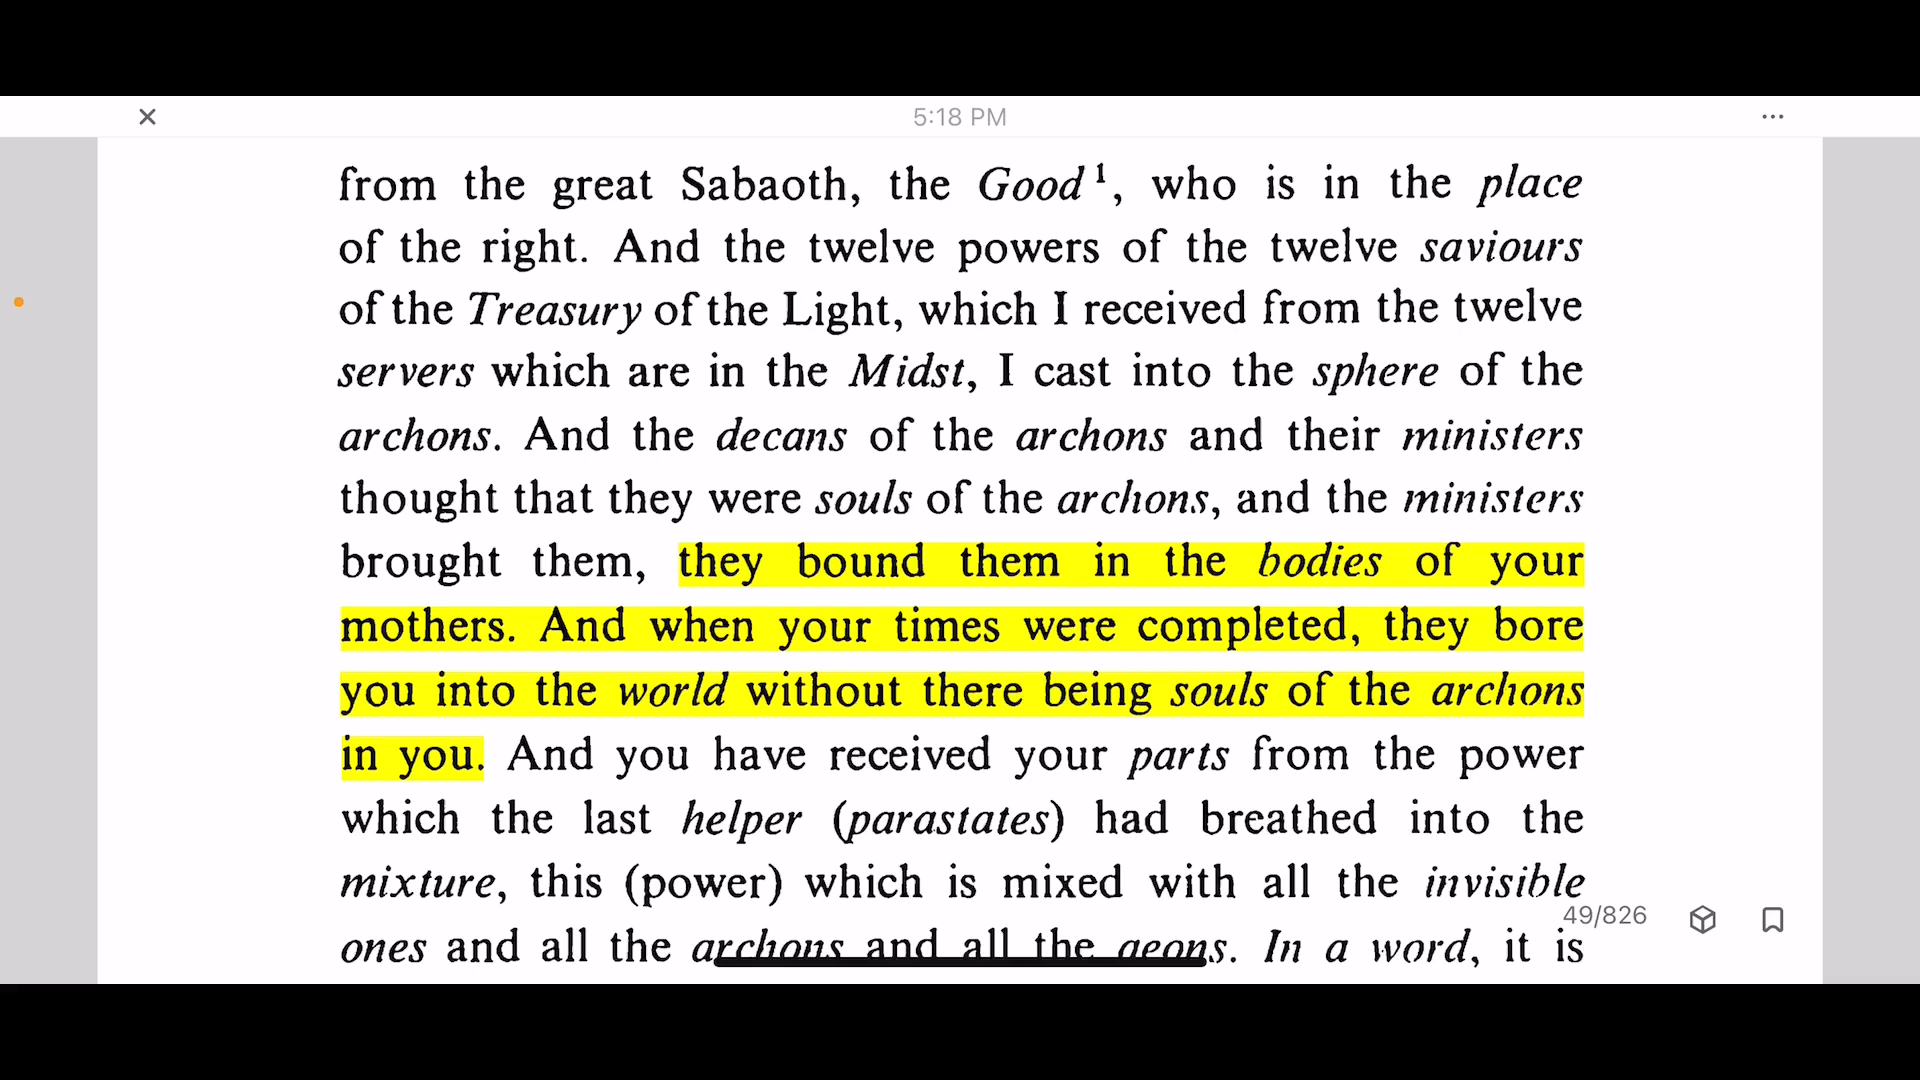 5:18 PM
from the great Sabaoth, the Good¹, who is in the place
of the right. And the twelve powers of the twelve saviours
of the Treasury of the Light, which I received from the twelve
servers which are in the Midst, I cast into the sphere of the
archons. And the decans of the archons and their ministers
thought that they were souls of the archons, and the ministers
brought them, they bound them in the bodies of your
mothers. And when your times were completed, they bore
you into the world without there being souls of the archons
in you. And you have received your parts from the power
which the last helper (parastates) had breathed into the
mixture, this (power) which is mixed with all the invisible
49/826
ones and all the archons and all the aeons. In a word, it is